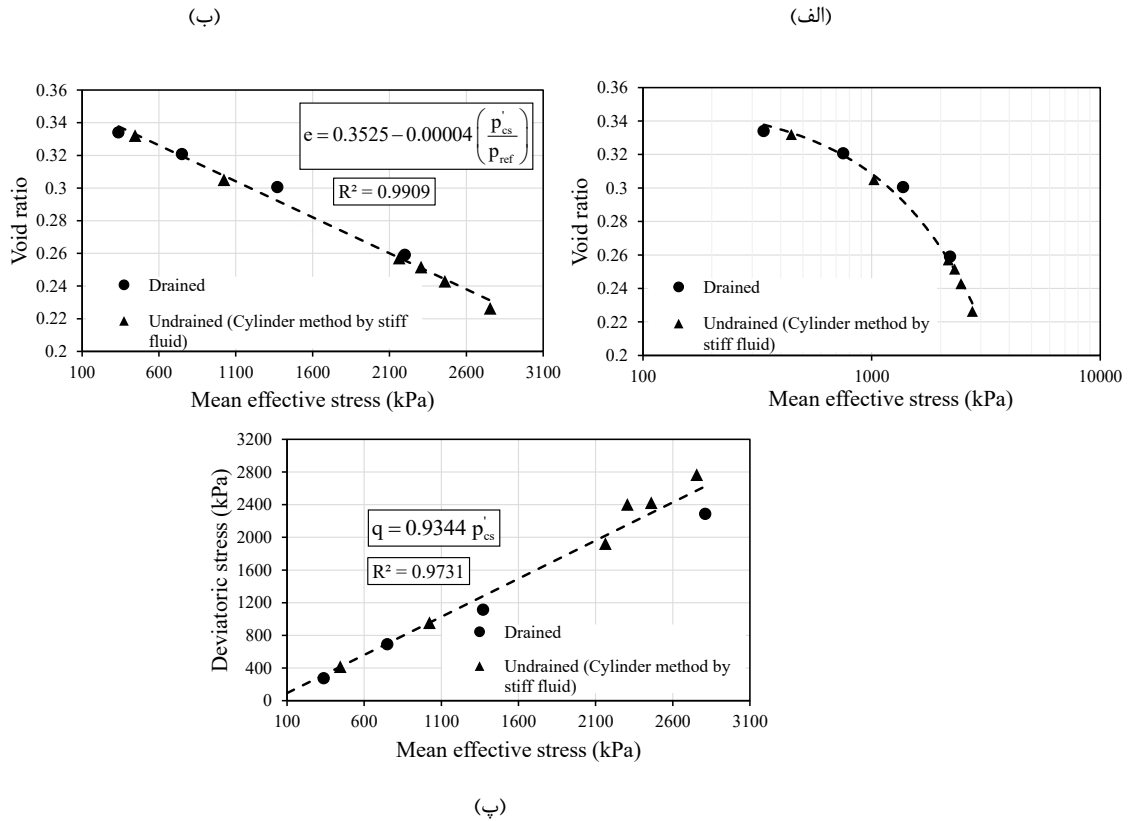 (ب)
0.36
0.34
0.32
0.3
0.28
0.26
0.24
0.22
0.2
Void ratio
e = 0.3525 − 0.00004 (p'cs / pref)
R² = 0.9909
Drained
Undrained (Cylinder method by stiff
fluid)
100 600 1100 1600 2100 2600 3100
Mean effective stress (kPa)
(الف)
0.36
0.34
0.32
0.3
0.28
0.26
0.24
0.22
0.2
Void ratio
Drained
Undrained (Cylinder method by
stiff fluid)
100 1000 10000
Mean effective stress (kPa)
3200
2800
2400
2000
1600
1200
800
400
0
Deviatoric stress (kPa)
q = 0.9344 p'cs
R² = 0.9731
Drained
Undrained (Cylinder method by
stiff fluid)
100 600 1100 1600 2100 2600 3100
Mean effective stress (kPa)
(پ)